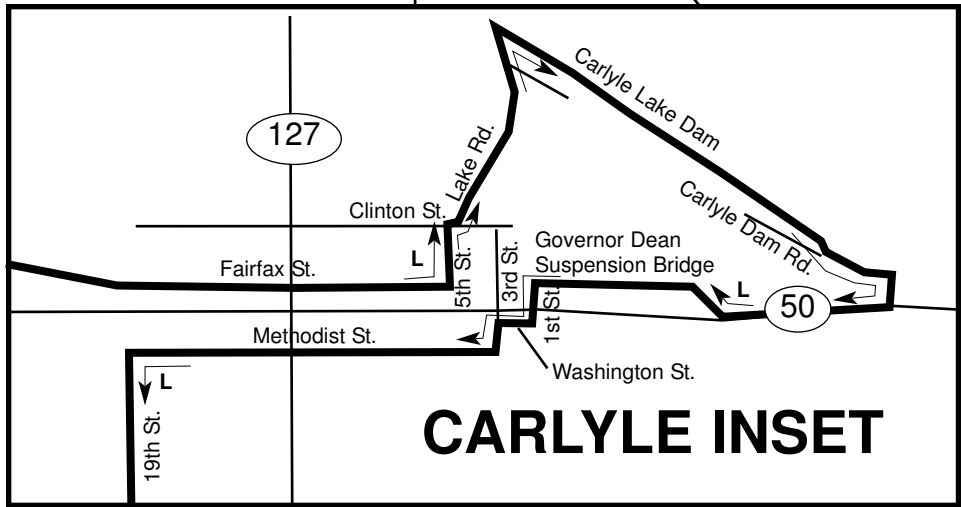 Carlyle Lake Dam
127
Lake Rd.
Clinton St.
Carlyle Dam Rd.
Governor Dean
Suspension Bridge
L
Fairfax St.
5th St.
3rd St.
1st St.
L
50
Methodist St.
Washington St.
L
19th St.
CARLYLE INSET